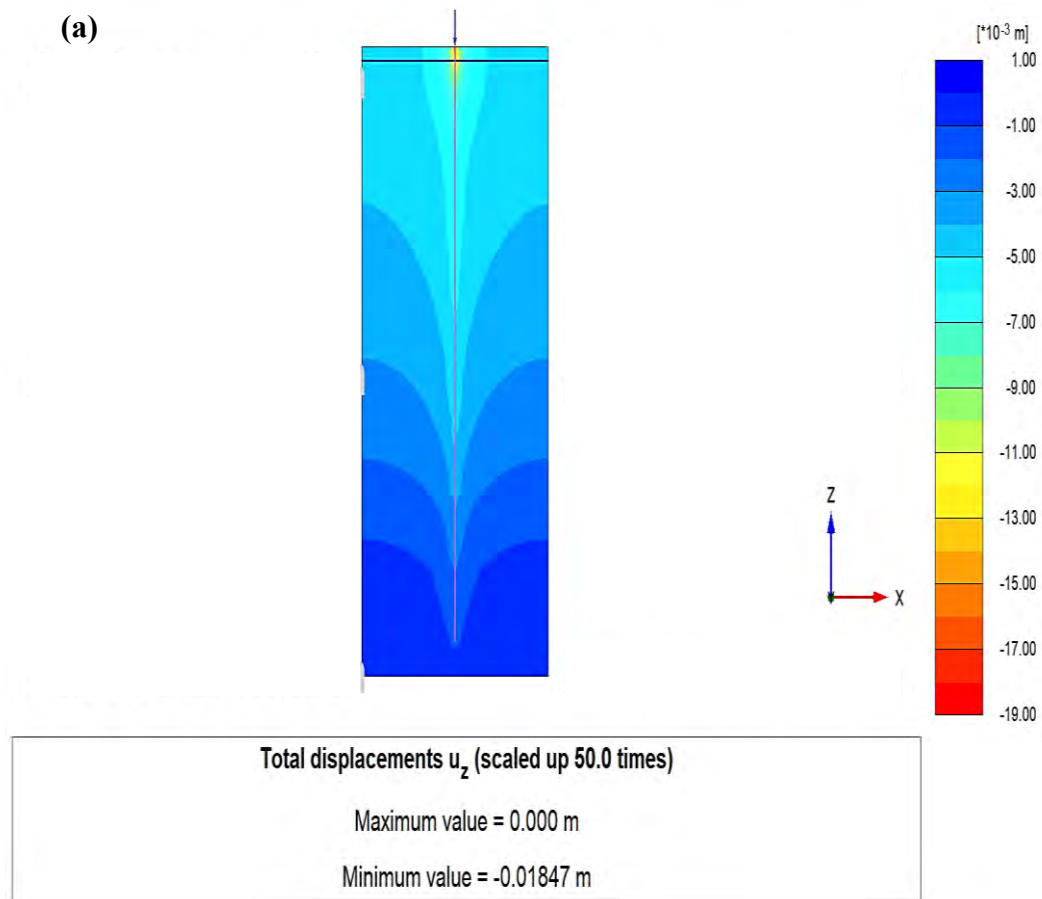 (a)
[*10-3 m]
1.00
-1.00
-3.00
-5.00
-7.00
-9.00
-11.00
-13.00
-15.00
-17.00
-19.00
Z
X
Total displacements uz (scaled up 50.0 times)
Maximum value = 0.000 m
Minimum value = -0.01847 m